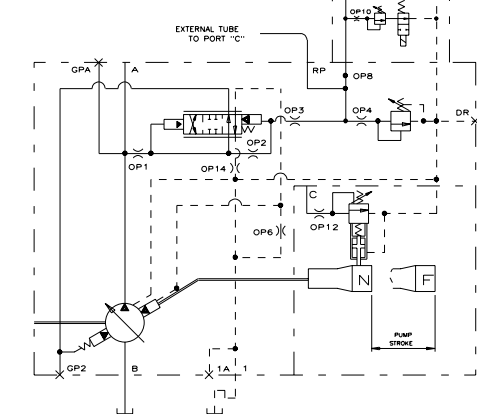 OP10
EXTERNAL TUBE
TO PORT "C"
GPA
A
RP
OP8
OP3
OP4
DR
OP2
OP1
OP14
C
OP12
OP6
N
F
PUMP
STROKE
GP2
B
1A
1